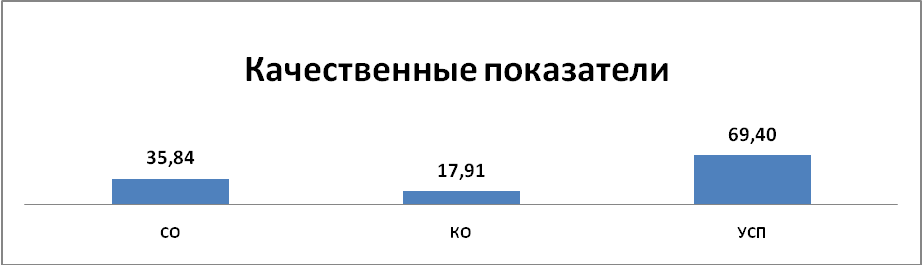 Качественные показатели
35,84
17,91
69,40
СО
КО
УСП